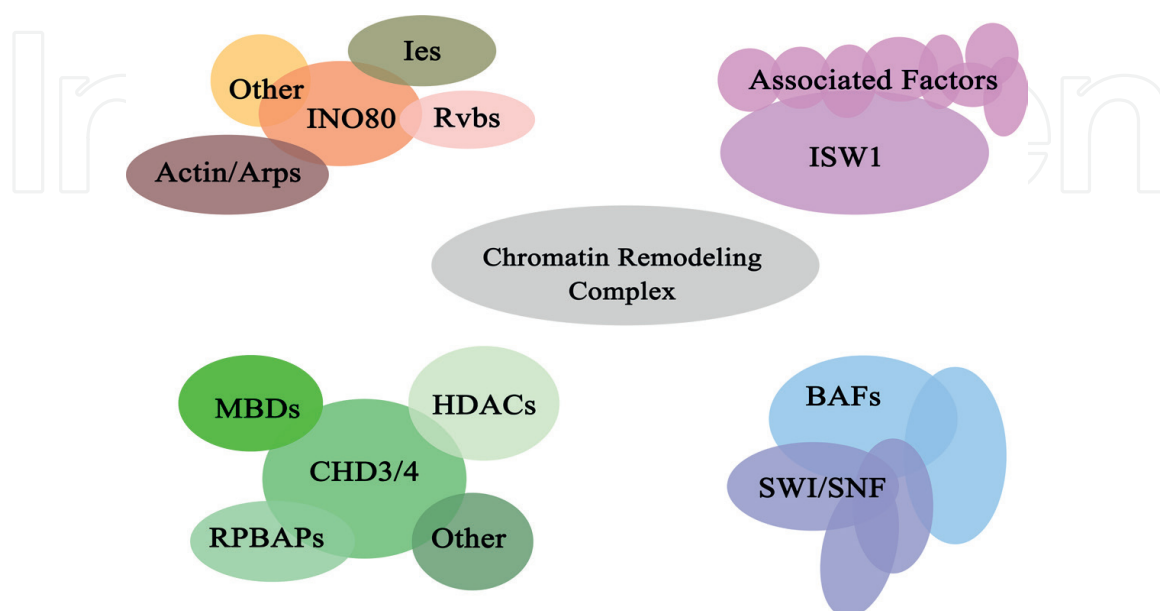 Ies
Other
INO80
Rvbs
Actin/Arps
Associated Factors
ISW1
Chromatin Remodeling
Complex
MBDs
HDACs
CHD3/4
RPBAPs
Other
BAFs
SWI/SNF